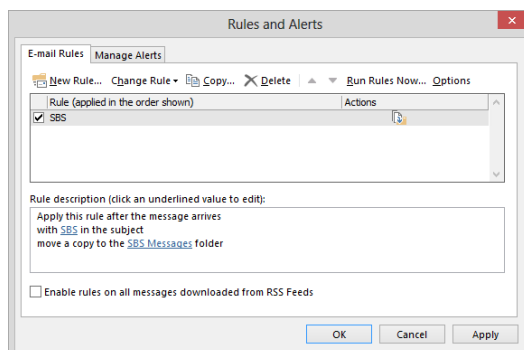 Rules and Alerts
E-mail Rules Manage Alerts
New Rule... Change Rule Copy... Delete Run Rules Now... Options
Rule (applied in the order shown) Actions
SBS
Rule description (click an underlined value to edit):
Apply this rule after the message arrives
with SBS in the subject
move a copy to the SBS Messages folder
Enable rules on all messages downloaded from RSS Feeds
OK Cancel Apply